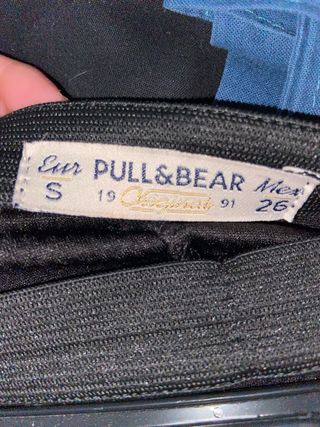 Eur PULL&BEAR Mex
S 19 Original 91 26